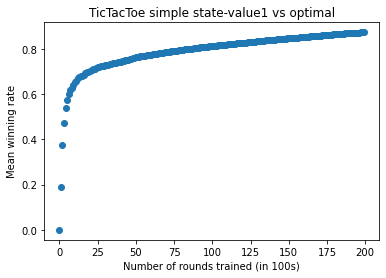 TicTacToe simple state-value1 vs optimal
Mean winning rate
0.8
0.6
0.4
0.2
0.0
0 25 50 75 100 125 150 175 200
Number of rounds trained (in 100s)